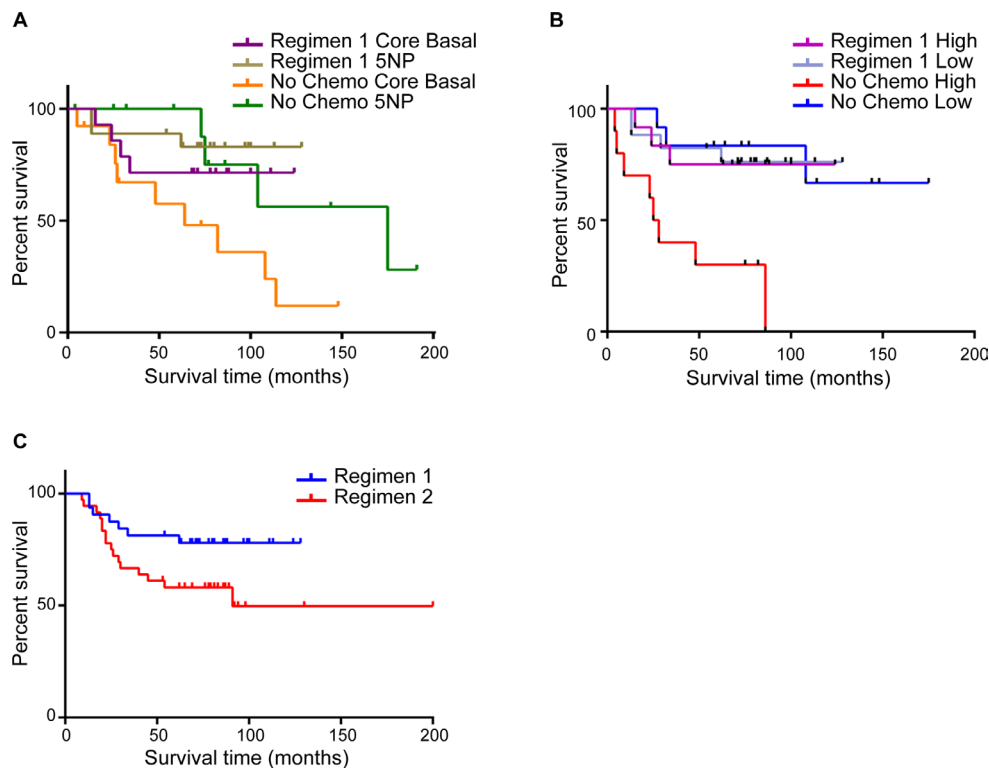 A
Regimen 1 Core Basal
Regimen 1 5NP
No Chemo Core Basal
No Chemo 5NP
Percent survival
100
50
0
0 50 100 150 200
Survival time (months)
B
Regimen 1 High
Regimen 1 Low
No Chemo High
No Chemo Low
Percent survival
100
50
0
0 50 100 150 200
Survival time (months)
C
Regimen 1
Regimen 2
Percent survival
100
50
0
0 50 100 150 200
Survival time (months)